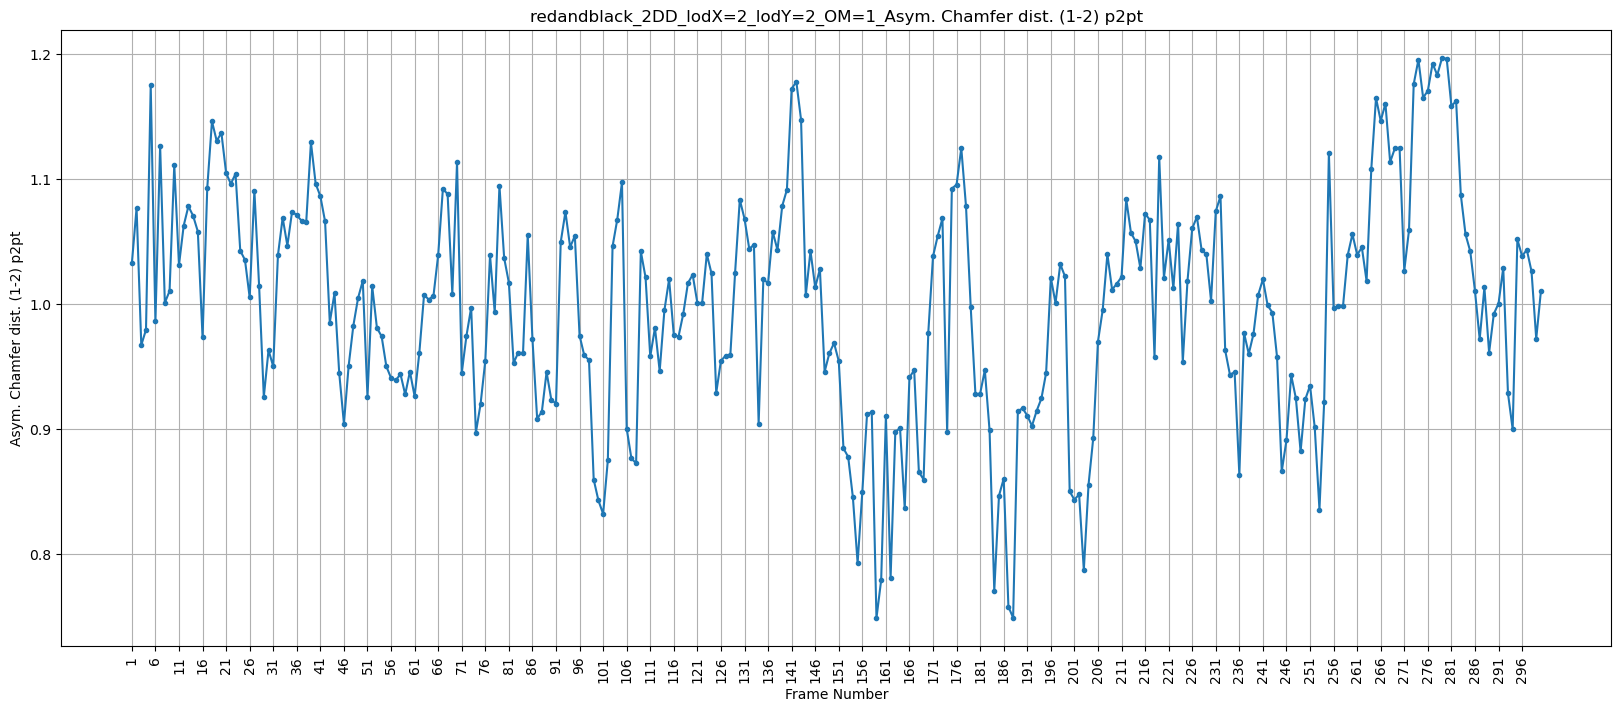 redandblack_2DD_lodX=2_lodY=2_OM=1_Asym. Chamfer dist. (1-2) p2pt
Asym. Chamfer dist. (1-2) p2pt
1.2
1.1
1.0
0.9
0.8
1 6 11 16 21 26 31 36 41 46 51 56 61 66 71 76 81 86 91 96 101 106 111 116 121 126 131 136 141 146 151 156 161 166 171 176 181 186 191 196 201 206 211 216 221 226 231 236 241 246 251 256 261 266 271 276 281 286 291 296
Frame Number